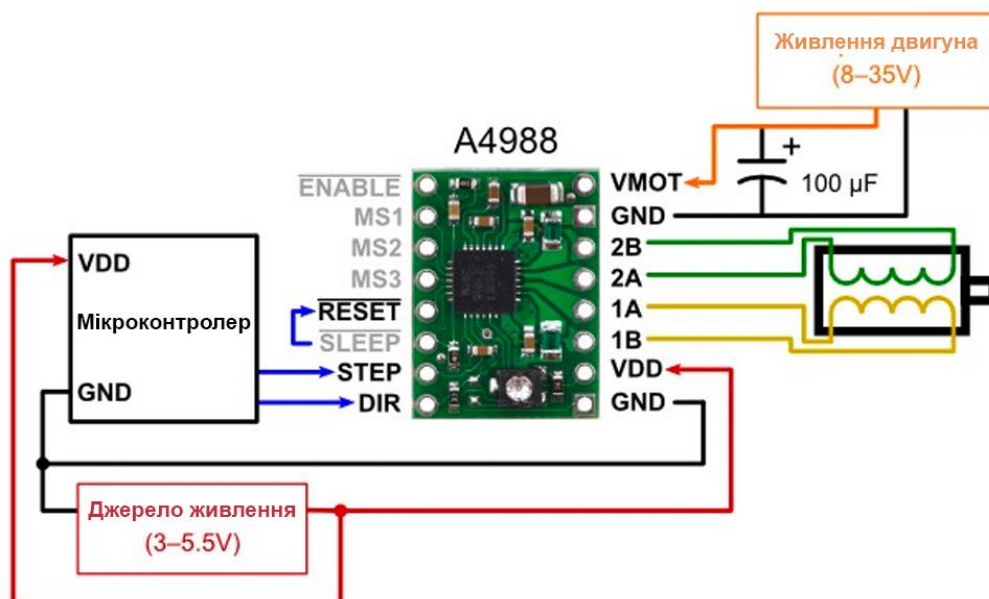 Живлення двигуна
(8–35V)
A4988
ENABLE
VMOT
+
100 µF
MS1
GND
MS2
2B
MS3
2A
RESET
1A
SLEEP
1B
STEP
VDD
DIR
GND
VDD
Мікроконтролер
GND
Джерело живлення
(3–5.5V)